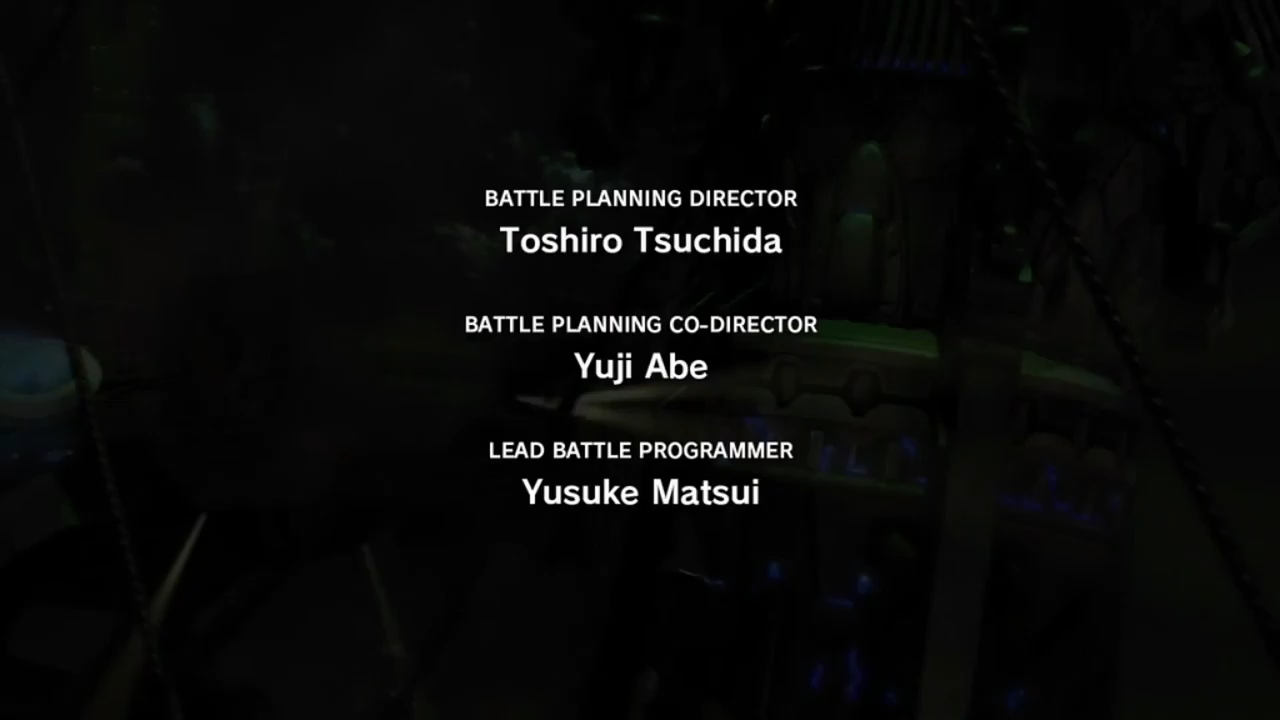 BATTLE PLANNING DIRECTOR
Toshiro Tsuchida
BATTLE PLANNING CO-DIRECTOR
Yuji Abe
LEAD BATTLE PROGRAMMER
Yusuke Matsui